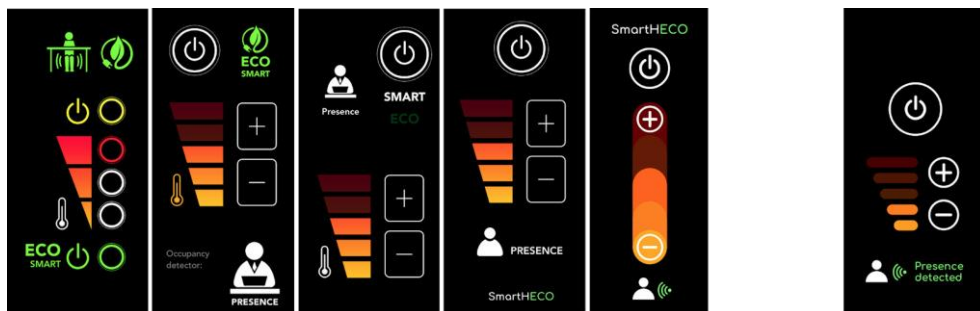 ECO
SMART
ECO
SMART
Occupancy
detector:
PRESENCE
Presence
SMART
ECO
PRESENCE
SmartHECO
SmartHECO
Presence
detected